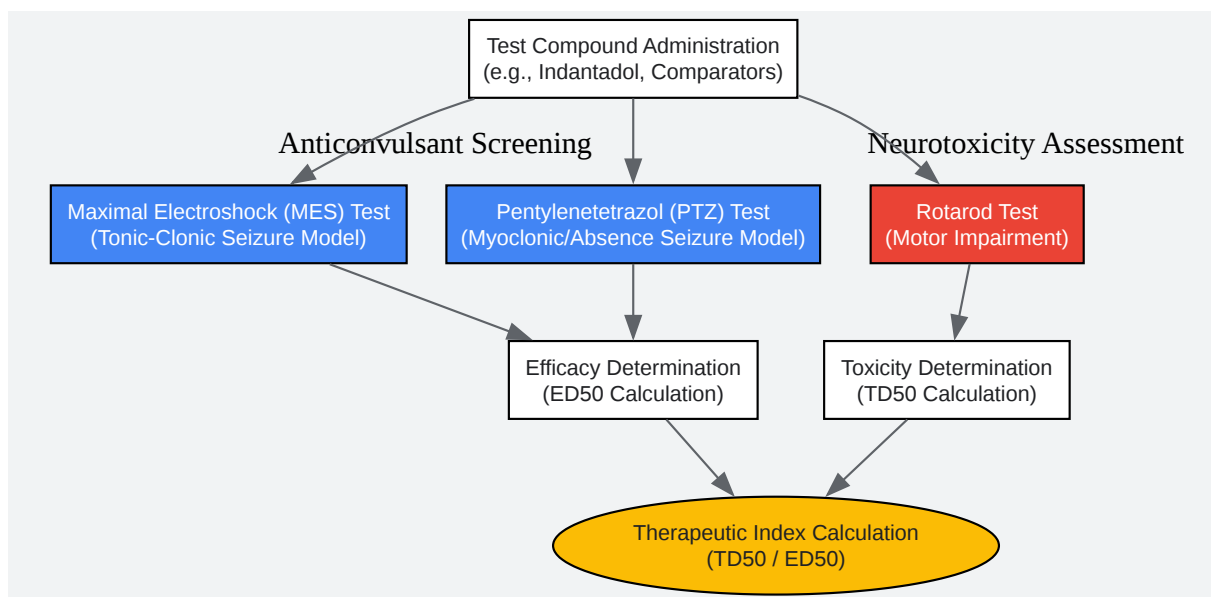 Test Compound Administration
(e.g., Indantadol, Comparators)
Anticonvulsant Screening
Neurotoxicity Assessment
Maximal Electroshock (MES) Test
(Tonic-Clonic Seizure Model)
Pentylenetetrazol (PTZ) Test
(Myoclonic/Absence Seizure Model)
Rotarod Test
(Motor Impairment)
Efficacy Determination
(ED50 Calculation)
Toxicity Determination
(TD50 Calculation)
Therapeutic Index Calculation
(TD50 / ED50)